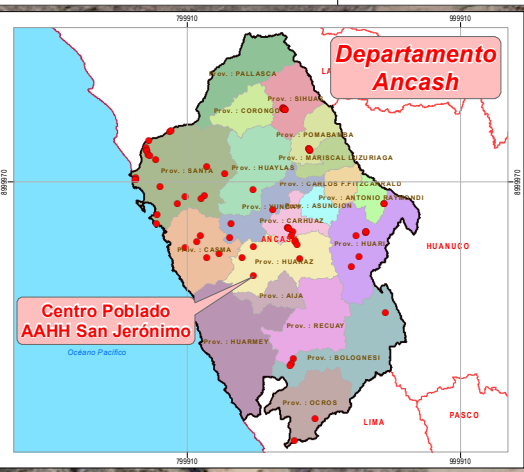 799910
999910
Departamento
Ancash
LA
Prov. : PALLASCA
Prov. : SIHUAS
Prov. : CORONGO
Prov. : POMABAMBA
Prov. : MARISCAL LUZURIAGA
Prov. : SANTA
Prov. : HUAYLAS
Prov. : CARLOS F.FITZCARRALD
Prov. : ANTONIO RAYMONDI
Prov. : YUNGAY
Prov. : ASUNCION
Prov. : CARHUAZ
ANCASH
Prov. : HUARI
HUANUCO
Prov. : CASMA
Prov. : HUARAZ
Prov. : AIJA
Centro Poblado
AAHH San Jerónimo
Prov. : RECUAY
Prov. : HUARMEY
Océano Pacífico
Prov. : BOLOGNESI
Prov. : OCROS
LIMA
PASCO
8999970
8999970
799910
999910